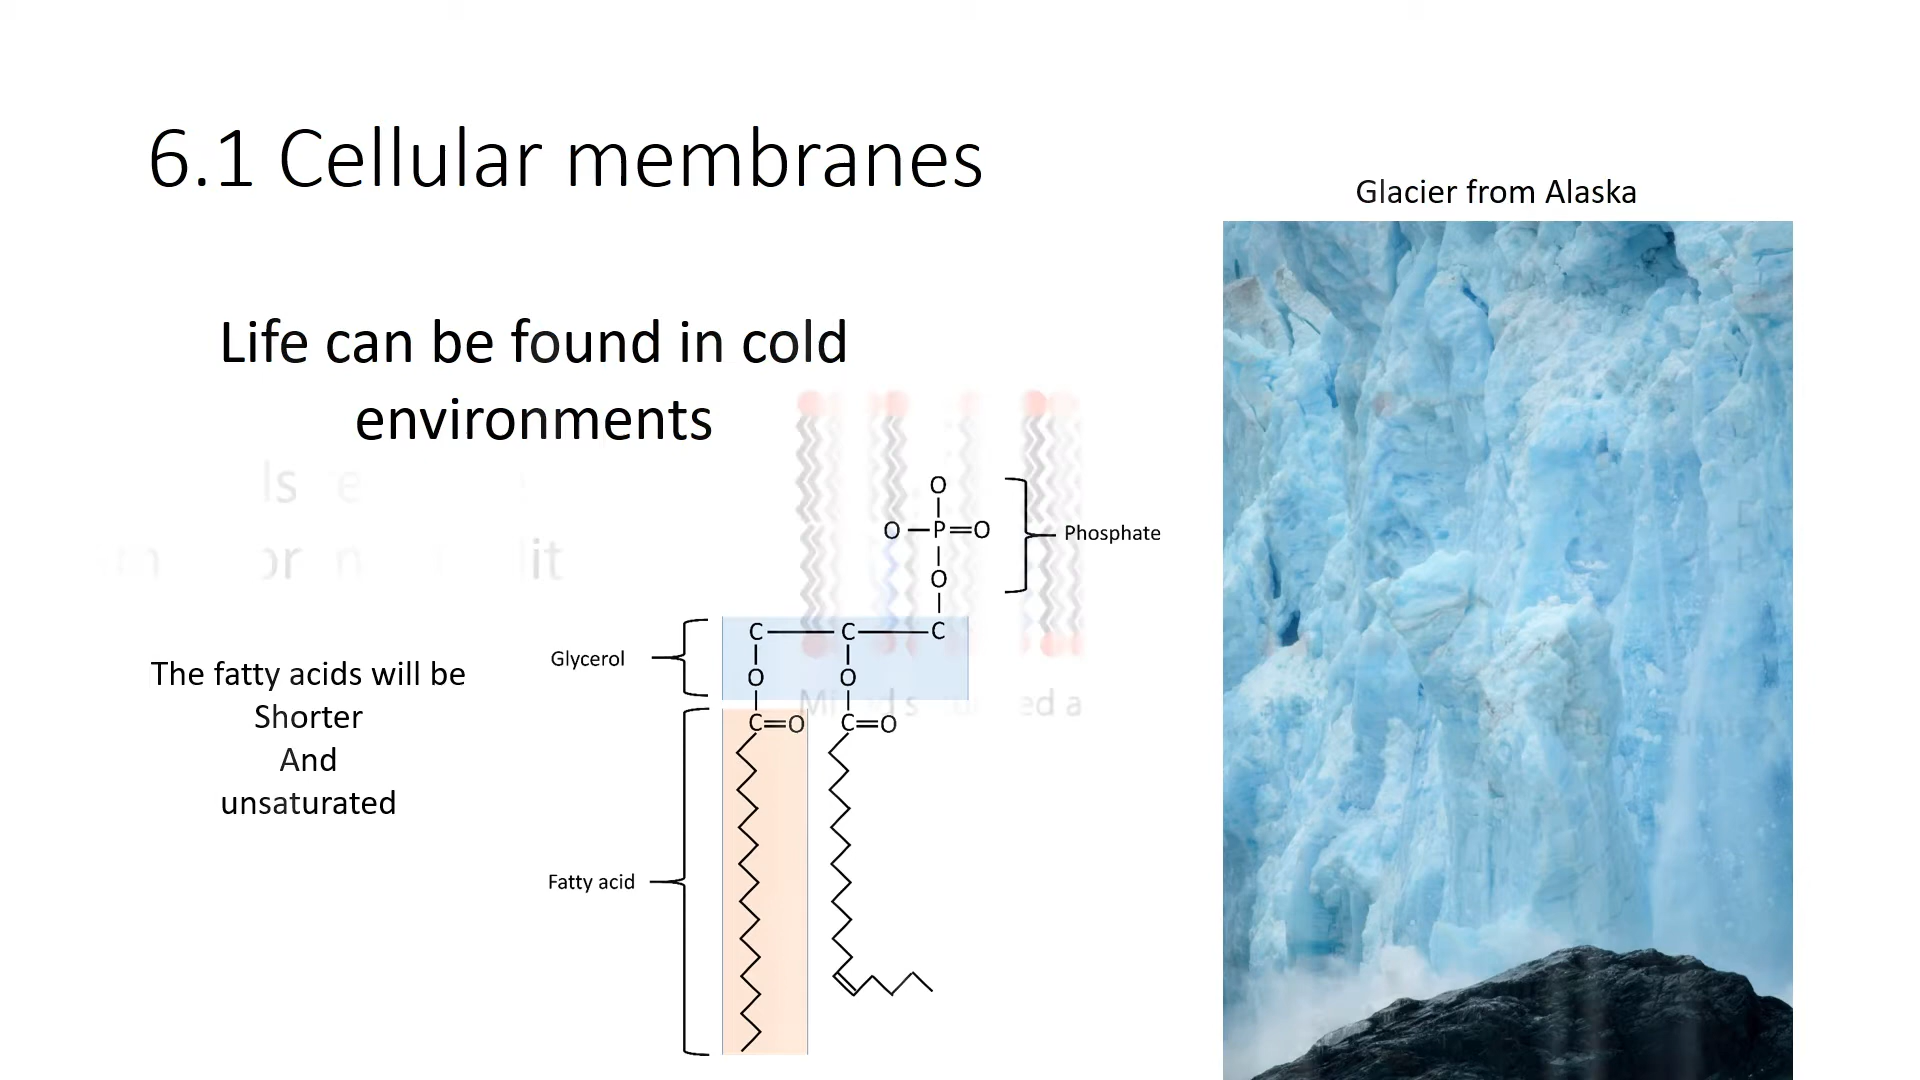 6.1 Cellular membranes
Glacier from Alaska
Life can be found in cold
environments
The fatty acids will be
Shorter
And
unsaturated
O
O P O
Phosphate
O
Glycerol
C C C
O O
C O C O
Fatty acid